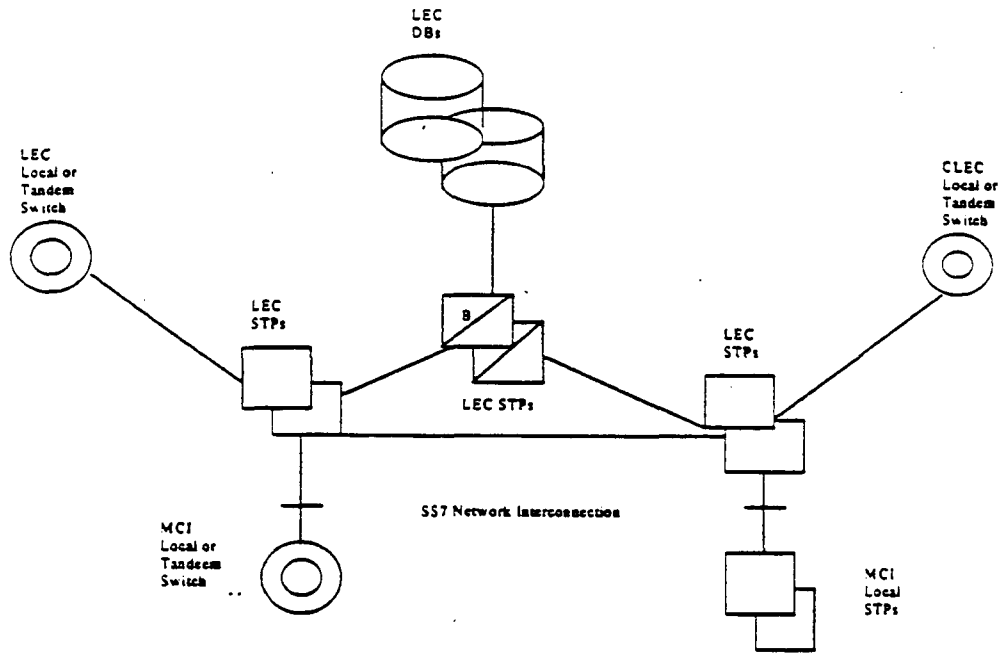 LEC
DBs
LEC
Local or
Tandem
Switch
CLEC
Local or
Tandem
Switch
LEC
STPs
B
LEC
STPs
LEC STPs
SS7 Network Interconnection
MCI
Local or
Tandeem
Switch
MCI
Local
STPs